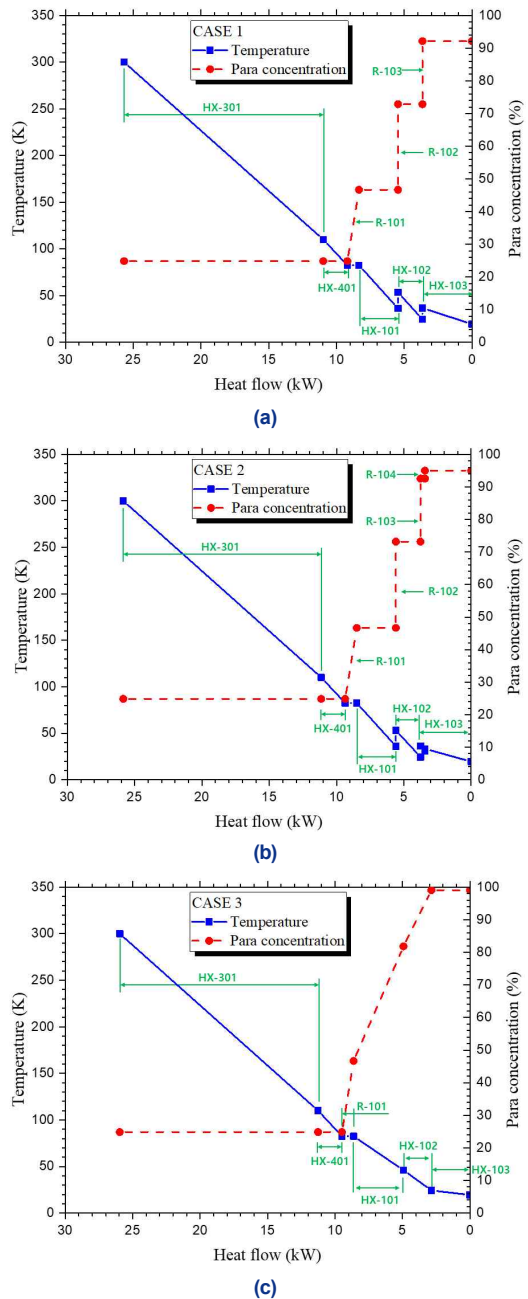 CASE 1
Temperature
Para concentration
350
300
250
200
150
100
50
0
Temperature (K)
100
90
80
70
60
50
40
30
20
10
0
Para concentration (%)
HX-301
R-103
R-102
R-101
HX-102
HX-103
HX-401
HX-101
30 25 20 15 10 5 0
Heat flow (kW)
(a)
CASE 2
Temperature
Para concentration
350
300
250
200
150
100
50
0
Temperature (K)
100
90
80
70
60
50
40
30
20
10
0
Para concentration (%)
R-104
HX-301
R-103
R-102
R-101
HX-102
HX-103
HX-401
HX-101
30 25 20 15 10 5 0
Heat flow (kW)
(b)
CASE 3
Temperature
Para concentration
350
300
250
200
150
100
50
0
Temperature (K)
100
90
80
70
60
50
40
30
20
10
0
Para concentration (%)
HX-301
R-101
HX-102
HX-103
HX-401
HX-101
30 25 20 15 10 5 0
Heat flow (kW)
(c)